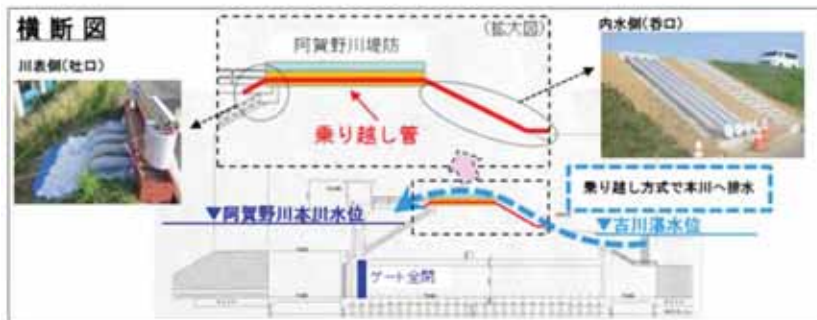 横断図
(拡大図)
内水側(呑口)
川表側(吐口)
阿賀野川堤防
乗り越し管
乗り越し方式で本川へ排水
▼阿賀野川本川水位
▼古川潟水位
ゲート全閉